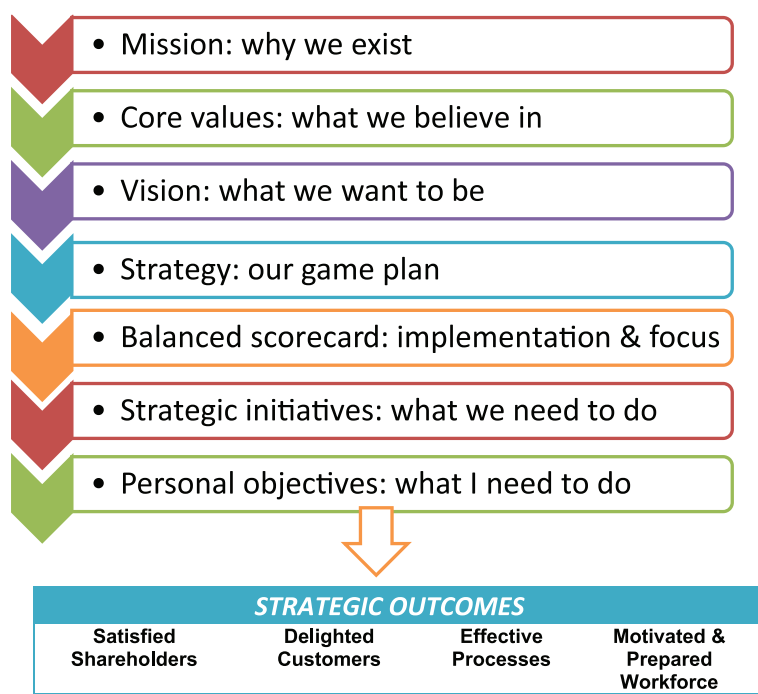 • Mission: why we exist
• Core values: what we believe in
• Vision: what we want to be
• Strategy: our game plan
• Balanced scorecard: implementation & focus
• Strategic initiatives: what we need to do
• Personal objectives: what I need to do
STRATEGIC OUTCOMES
Satisfied
Shareholders
Delighted
Customers
Effective
Processes
Motivated &
Prepared
Workforce